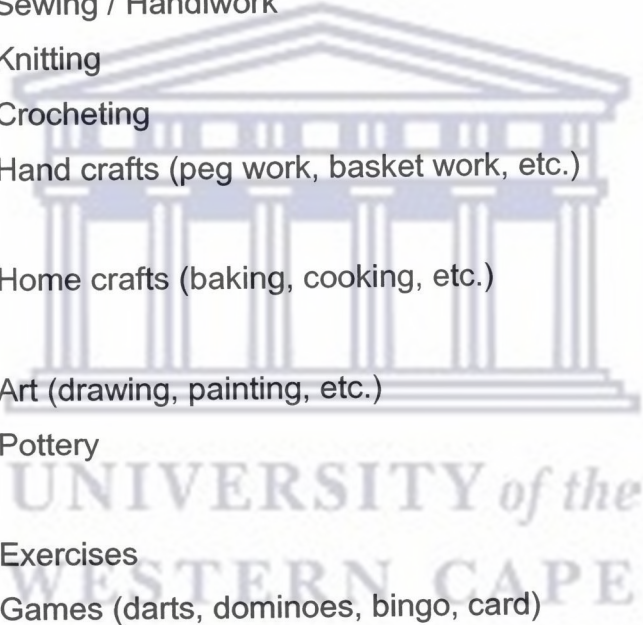 Sewing / Handiwork
Knitting
Crocheting
Hand crafts (peg work, basket work, etc.)
Home crafts (baking, cooking, etc.)
Art (drawing, painting, etc.)
Pottery
UNIVERSITY of the
Exercises
WESTERN CAPE
Games (darts, dominoes, bingo, card)